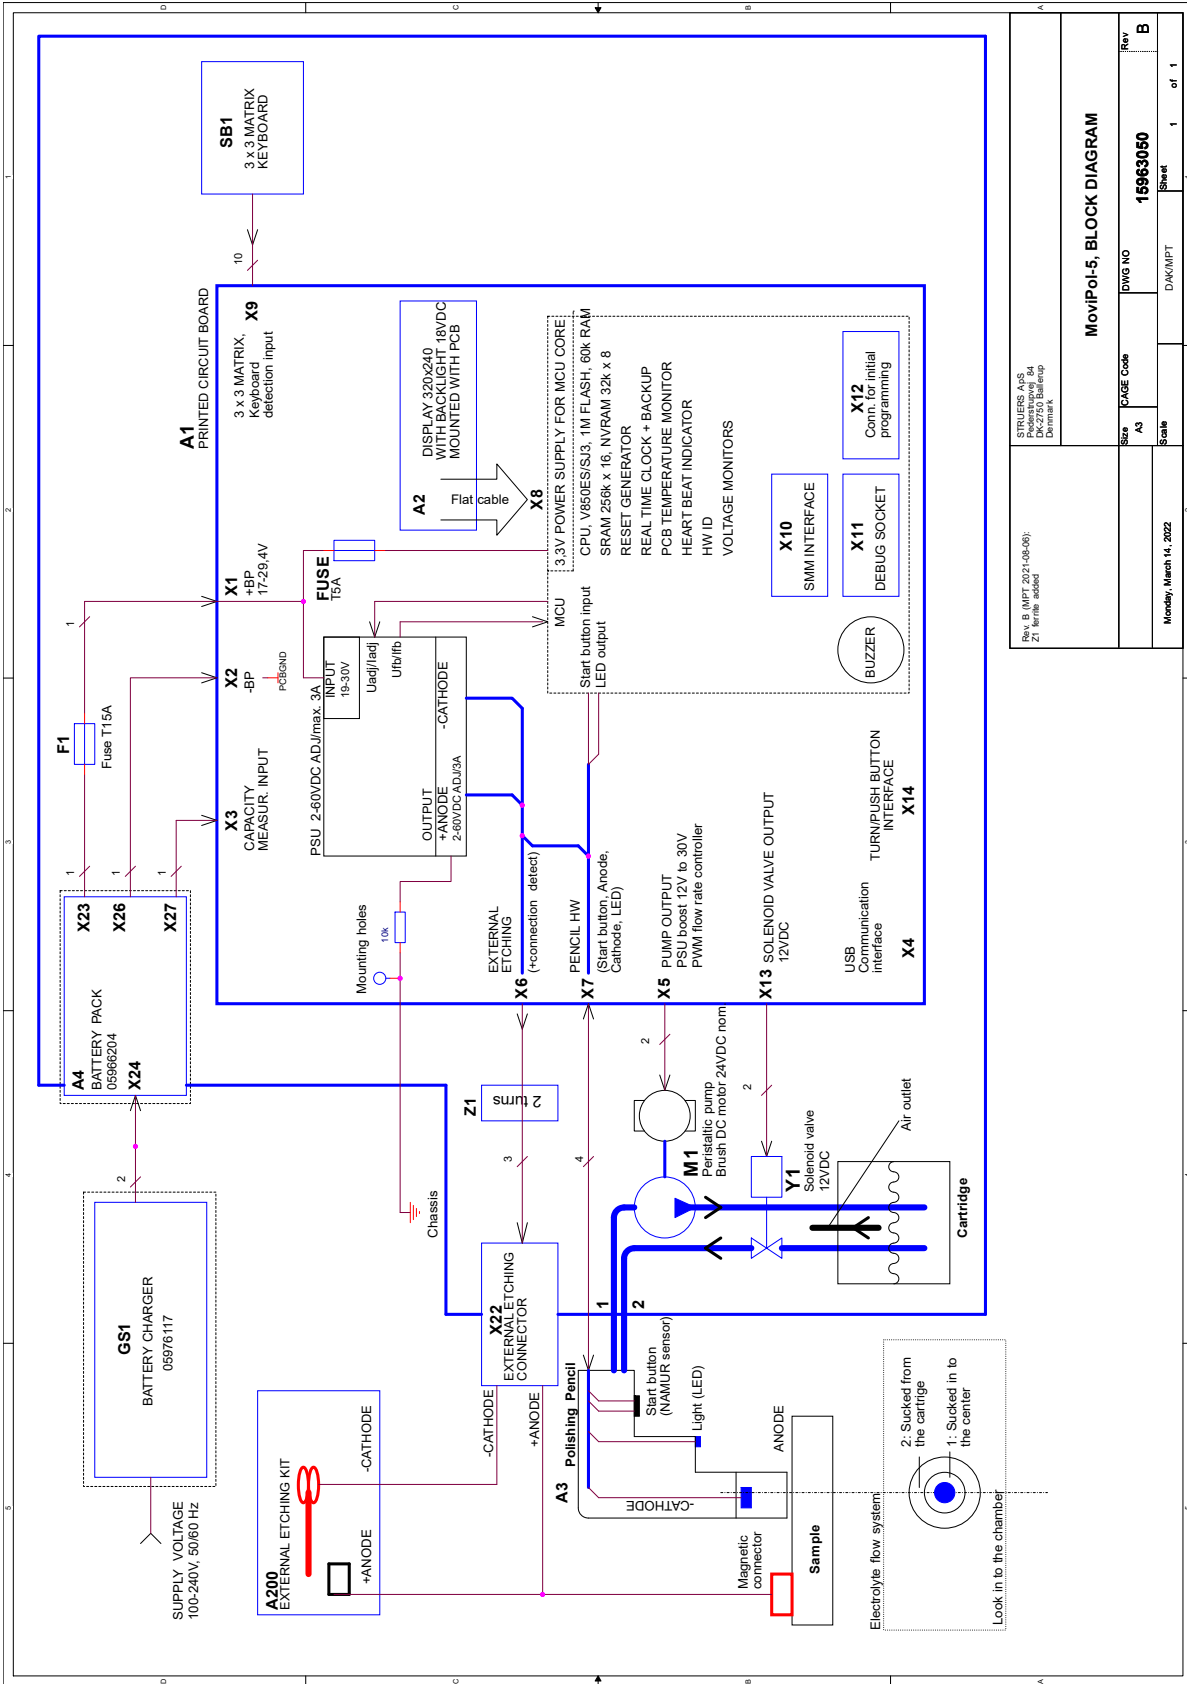 SUPPLY VOLTAGE
100-240V, 50/60 Hz
GS1
BATTERY CHARGER
05976117
2
A4
BATTERY PACK
05966204
X24
X23
X26
X27
1
1
1
F1
Fuse T15A
1
SB1
3 x 3 MATRIX
KEYBOARD
10
A1
PRINTED CIRCUIT BOARD
X3
CAPACITY
MEASUR. INPUT
X2
-BP
PCBGND
X1
+BP
17-29,4V
X9
3 x 3 MATRIX,
Keyboard
detection input
FUSE
T5A
A2
DISPLAY 320x240
WITH BACKLIGHT 18VDC
MOUNTED WITH PCB
Flat cable
X8
PSU 2-60VDC ADJ/max. 3A
INPUT
19-30V
Uadj/Iadj
Ufb/Ifb
OUTPUT
+ANODE
-CATHODE
2-60VDC ADJ/3A
Mounting holes
10k
Chassis
MCU
Start button input
LED output
3,3V POWER SUPPLY FOR MCU CORE
CPU, V850ES/SJ3, 1M FLASH, 60k RAM
SRAM 256k x 16, NVRAM 32k x 8
RESET GENERATOR
REAL TIME CLOCK + BACKUP
PCB TEMPERATURE MONITOR
HEART BEAT INDICATOR
HW ID
VOLTAGE MONITORS
X10
SMM INTERFACE
X11
DEBUG SOCKET
X12
Conn. for initial
programming
BUZZER
EXTERNAL
ETCHING
X6
(+connection detect)
PENCIL HW
X7
(Start button, Anode,
Cathode, LED)
X5
PUMP OUTPUT
PSU boost 12V to 30V
PWM flow rate controller
X13
SOLENOID VALVE OUTPUT
12VDC
USB
Communication
interface
X4
TURN/PUSH BUTTON
INTERFACE
X14
Z1
2 turns
3
4
2
2
M1
Peristaltic pump
Brush DC motor 24VDC nom
Y1
Solenoid valve
12VDC
Air outlet
Cartridge
X22
EXTERNAL ETCHING
CONNECTOR
1
2
A200
EXTERNAL ETCHING KIT
+ANODE
-CATHODE
-CATHODE
+ANODE
A3
Polishing Pencil
Start button
(NAMUR sensor)
Light (LED)
-CATHODE
ANODE
Magnetic
connector
Sample
Electrolyte flow system
2: Sucked from
the cartrige
1: Sucked in to
the center
Look in to the chamber
Rev. B (MPT 2021-08-06):
Z1 ferrite added
STRUERS ApS
Pederstrupvej 84
DK-2750 Ballerup
Denmark
MoviPol-5, BLOCK DIAGRAM
Size
A3
CAGE Code
DWG NO
15963050
Rev
B
Scale
DAK/MPT
Sheet
1
of
1
Monday, March 14, 2022
5
4
3
2
1
5
4
3
2
1
D
C
B
A
D
C
B
A